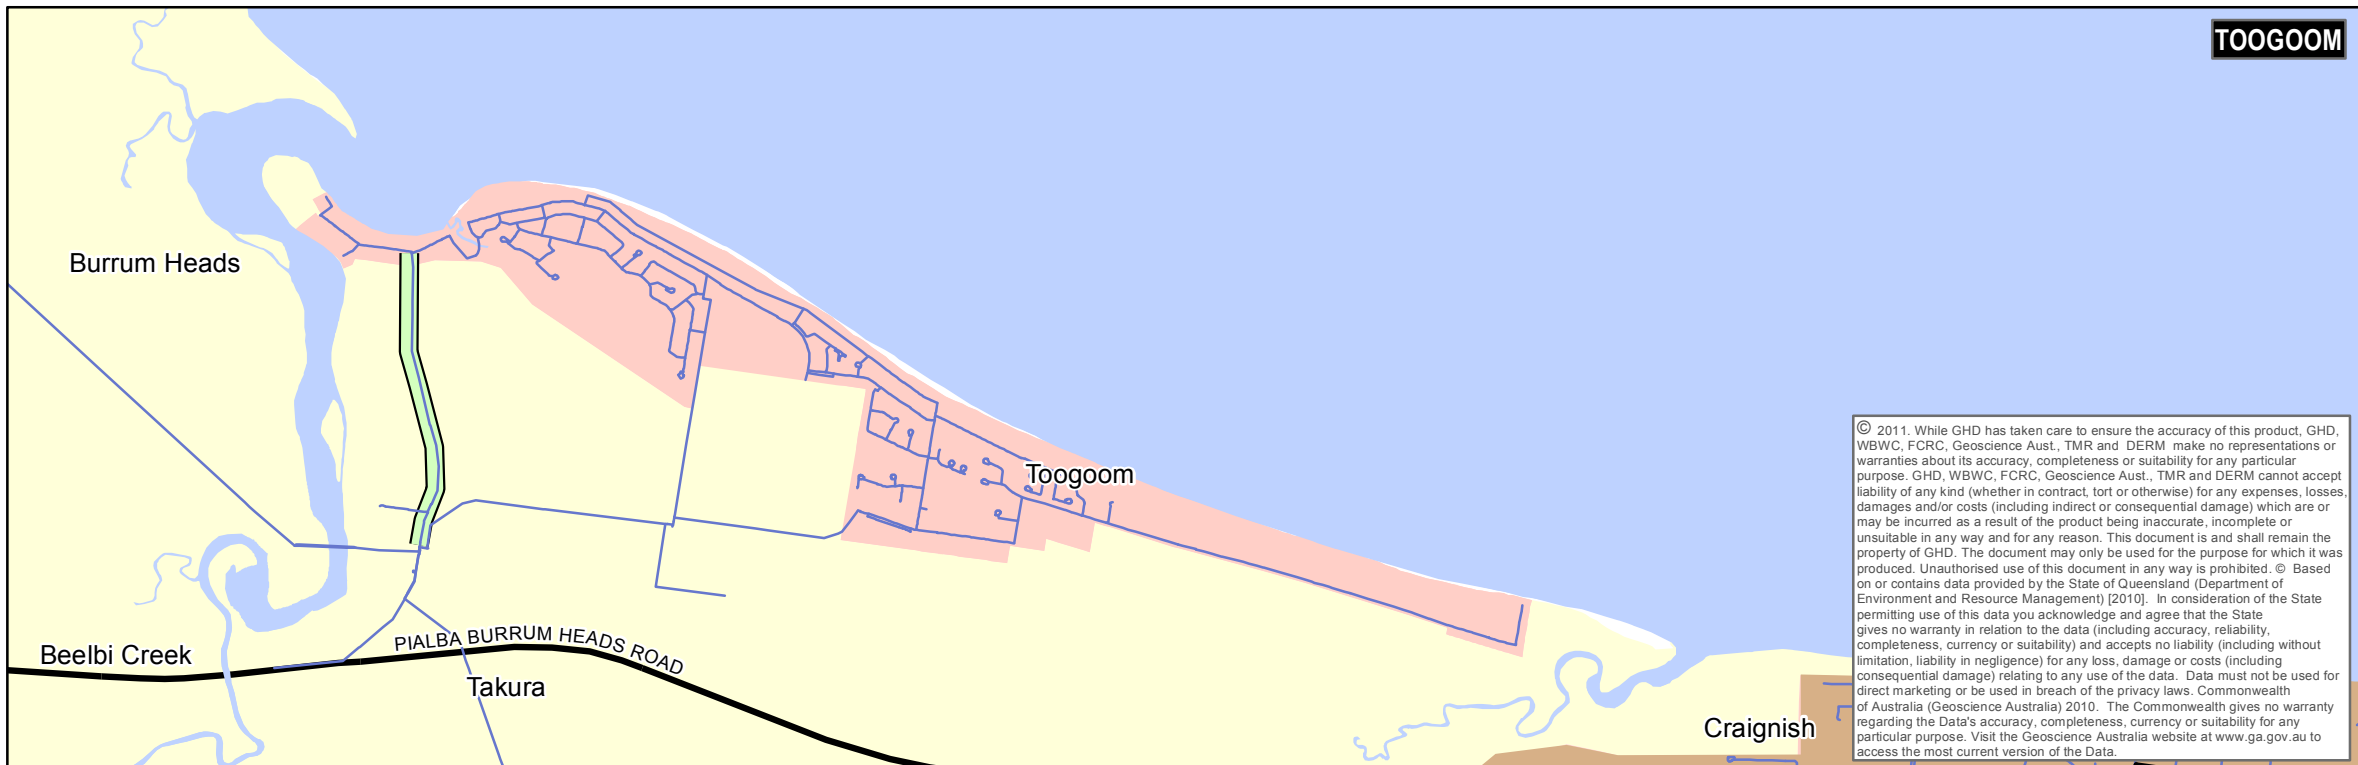 TOOGOOM
Burrum Heads
Toogoom
Beelbi Creek
PIALBA BURRUM HEADS ROAD
Takura
Craignish
© 2011. While GHD has taken care to ensure the accuracy of this product, GHD,
WBWC, FCRC, Geoscience Aust., TMR and DERM make no representations or
warranties about its accuracy, completeness or suitability for any particular
purpose. GHD, WBWC, FCRC, Geoscience Aust., TMR and DERM cannot accept
liability of any kind (whether in contract, tort or otherwise) for any expenses, losses,
damages and/or costs (including indirect or consequential damage) which are or
may be incurred as a result of the product being inaccurate, incomplete or
unsuitable in any way and for any reason. This document is and shall remain the
property of GHD. The document may only be used for the purpose for which it was
produced. Unauthorised use of this document in any way is prohibited. © Based
on or contains data provided by the State of Queensland (Department of
Environment and Resource Management) [2010]. In consideration of the State
permitting use of this data you acknowledge and agree that the State
gives no warranty in relation to the data (including accuracy, reliability,
completeness, currency or suitability) and accepts no liability (including without
limitation, liability in negligence) for any loss, damage or costs (including
consequential damage) relating to any use of the data. Data must not be used for
direct marketing or be used in breach of the privacy laws. Commonwealth
of Australia (Geoscience Australia) 2010. The Commonwealth gives no warranty
regarding the Data's accuracy, completeness, currency or suitability for any
particular purpose. Visit the Geoscience Australia website at www.ga.gov.au to
access the most current version of the Data.